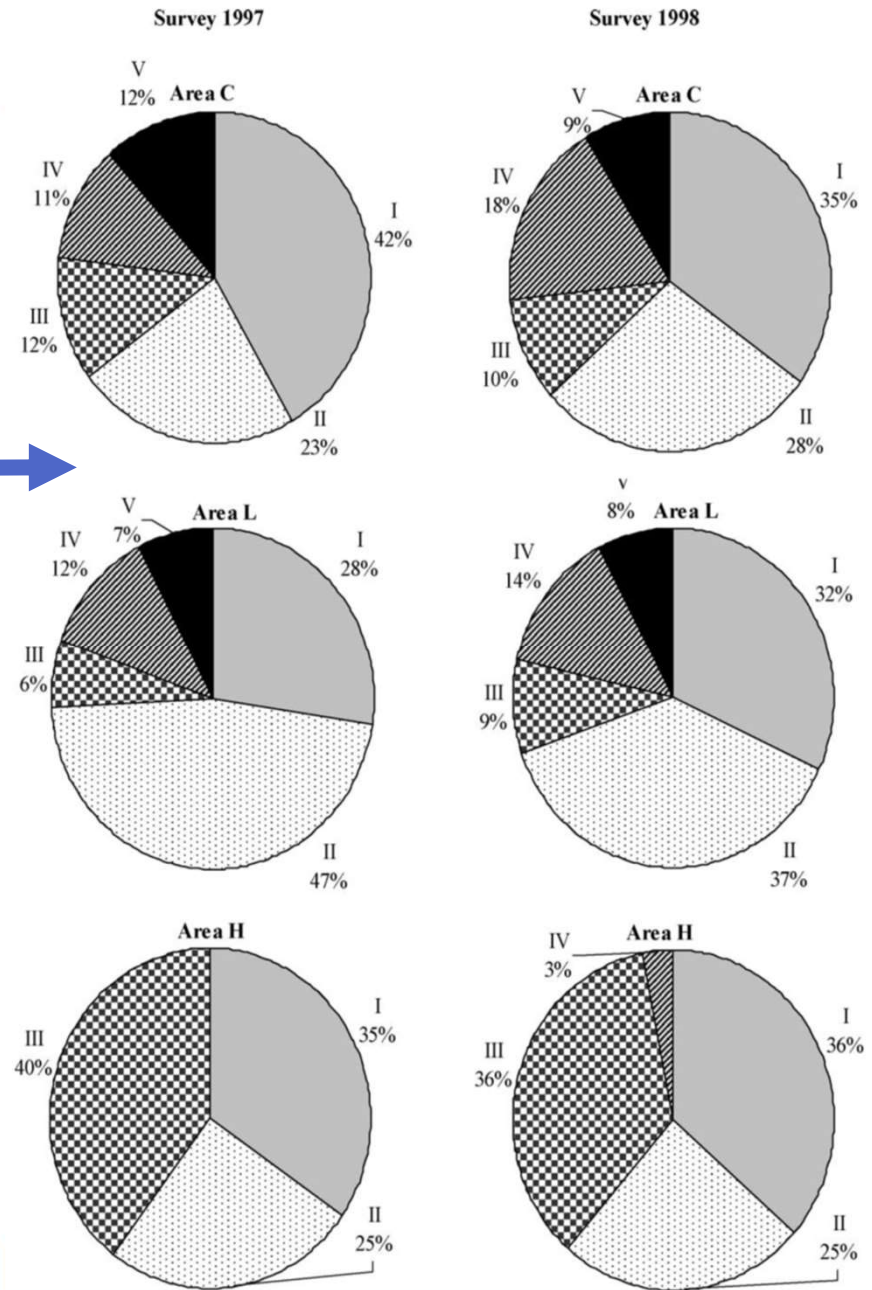 Survey 1997
Survey 1998
Area C
V
12%
IV
11%
I
42%
III
12%
II
23%
Area C
V
9%
IV
18%
I
35%
III
10%
II
28%
Area L
V
7%
IV
12%
I
28%
III
6%
II
47%
Area L
V
8%
IV
14%
I
32%
III
9%
II
37%
Area H
I
35%
III
40%
II
25%
Area H
IV
3%
I
36%
III
36%
II
25%